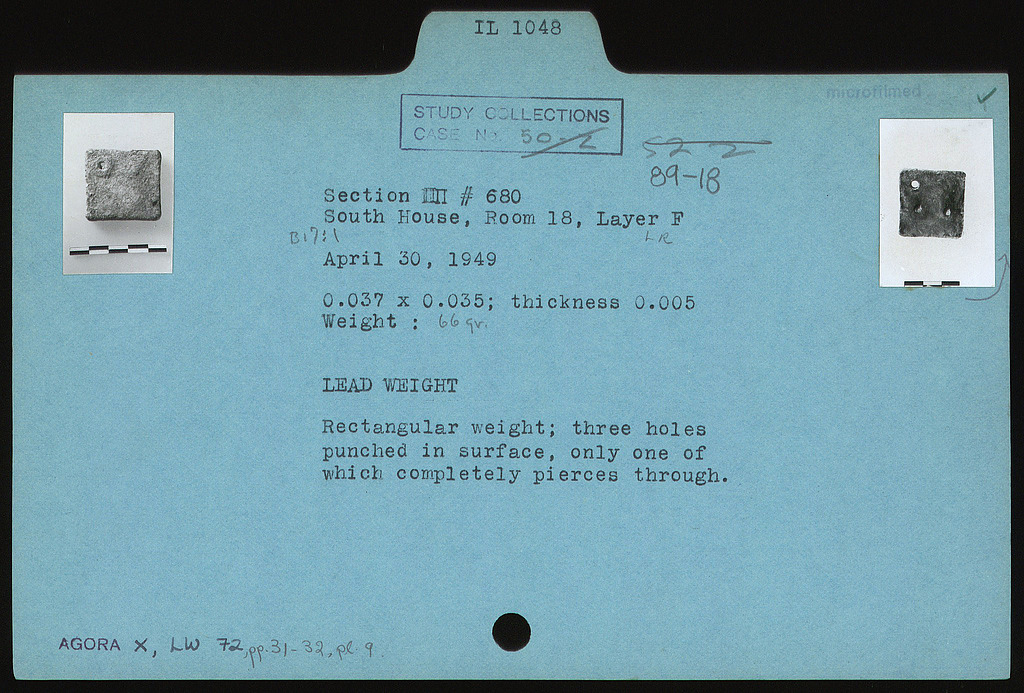 IL 1048
microfilmed
STUDY COLLECTIONS
CASE No. 50-2
52-2
89-18
Section # 680
South House, Room 18, Layer F
B17:1 LR
April 30, 1949
0.037 x 0.035; thickness 0.005
Weight : 66 gr.
LEAD WEIGHT
Rectangular weight; three holes
punched in surface, only one of
which completely pierces through.
AGORA X, LW 72, pp. 31-32, pl. 9.